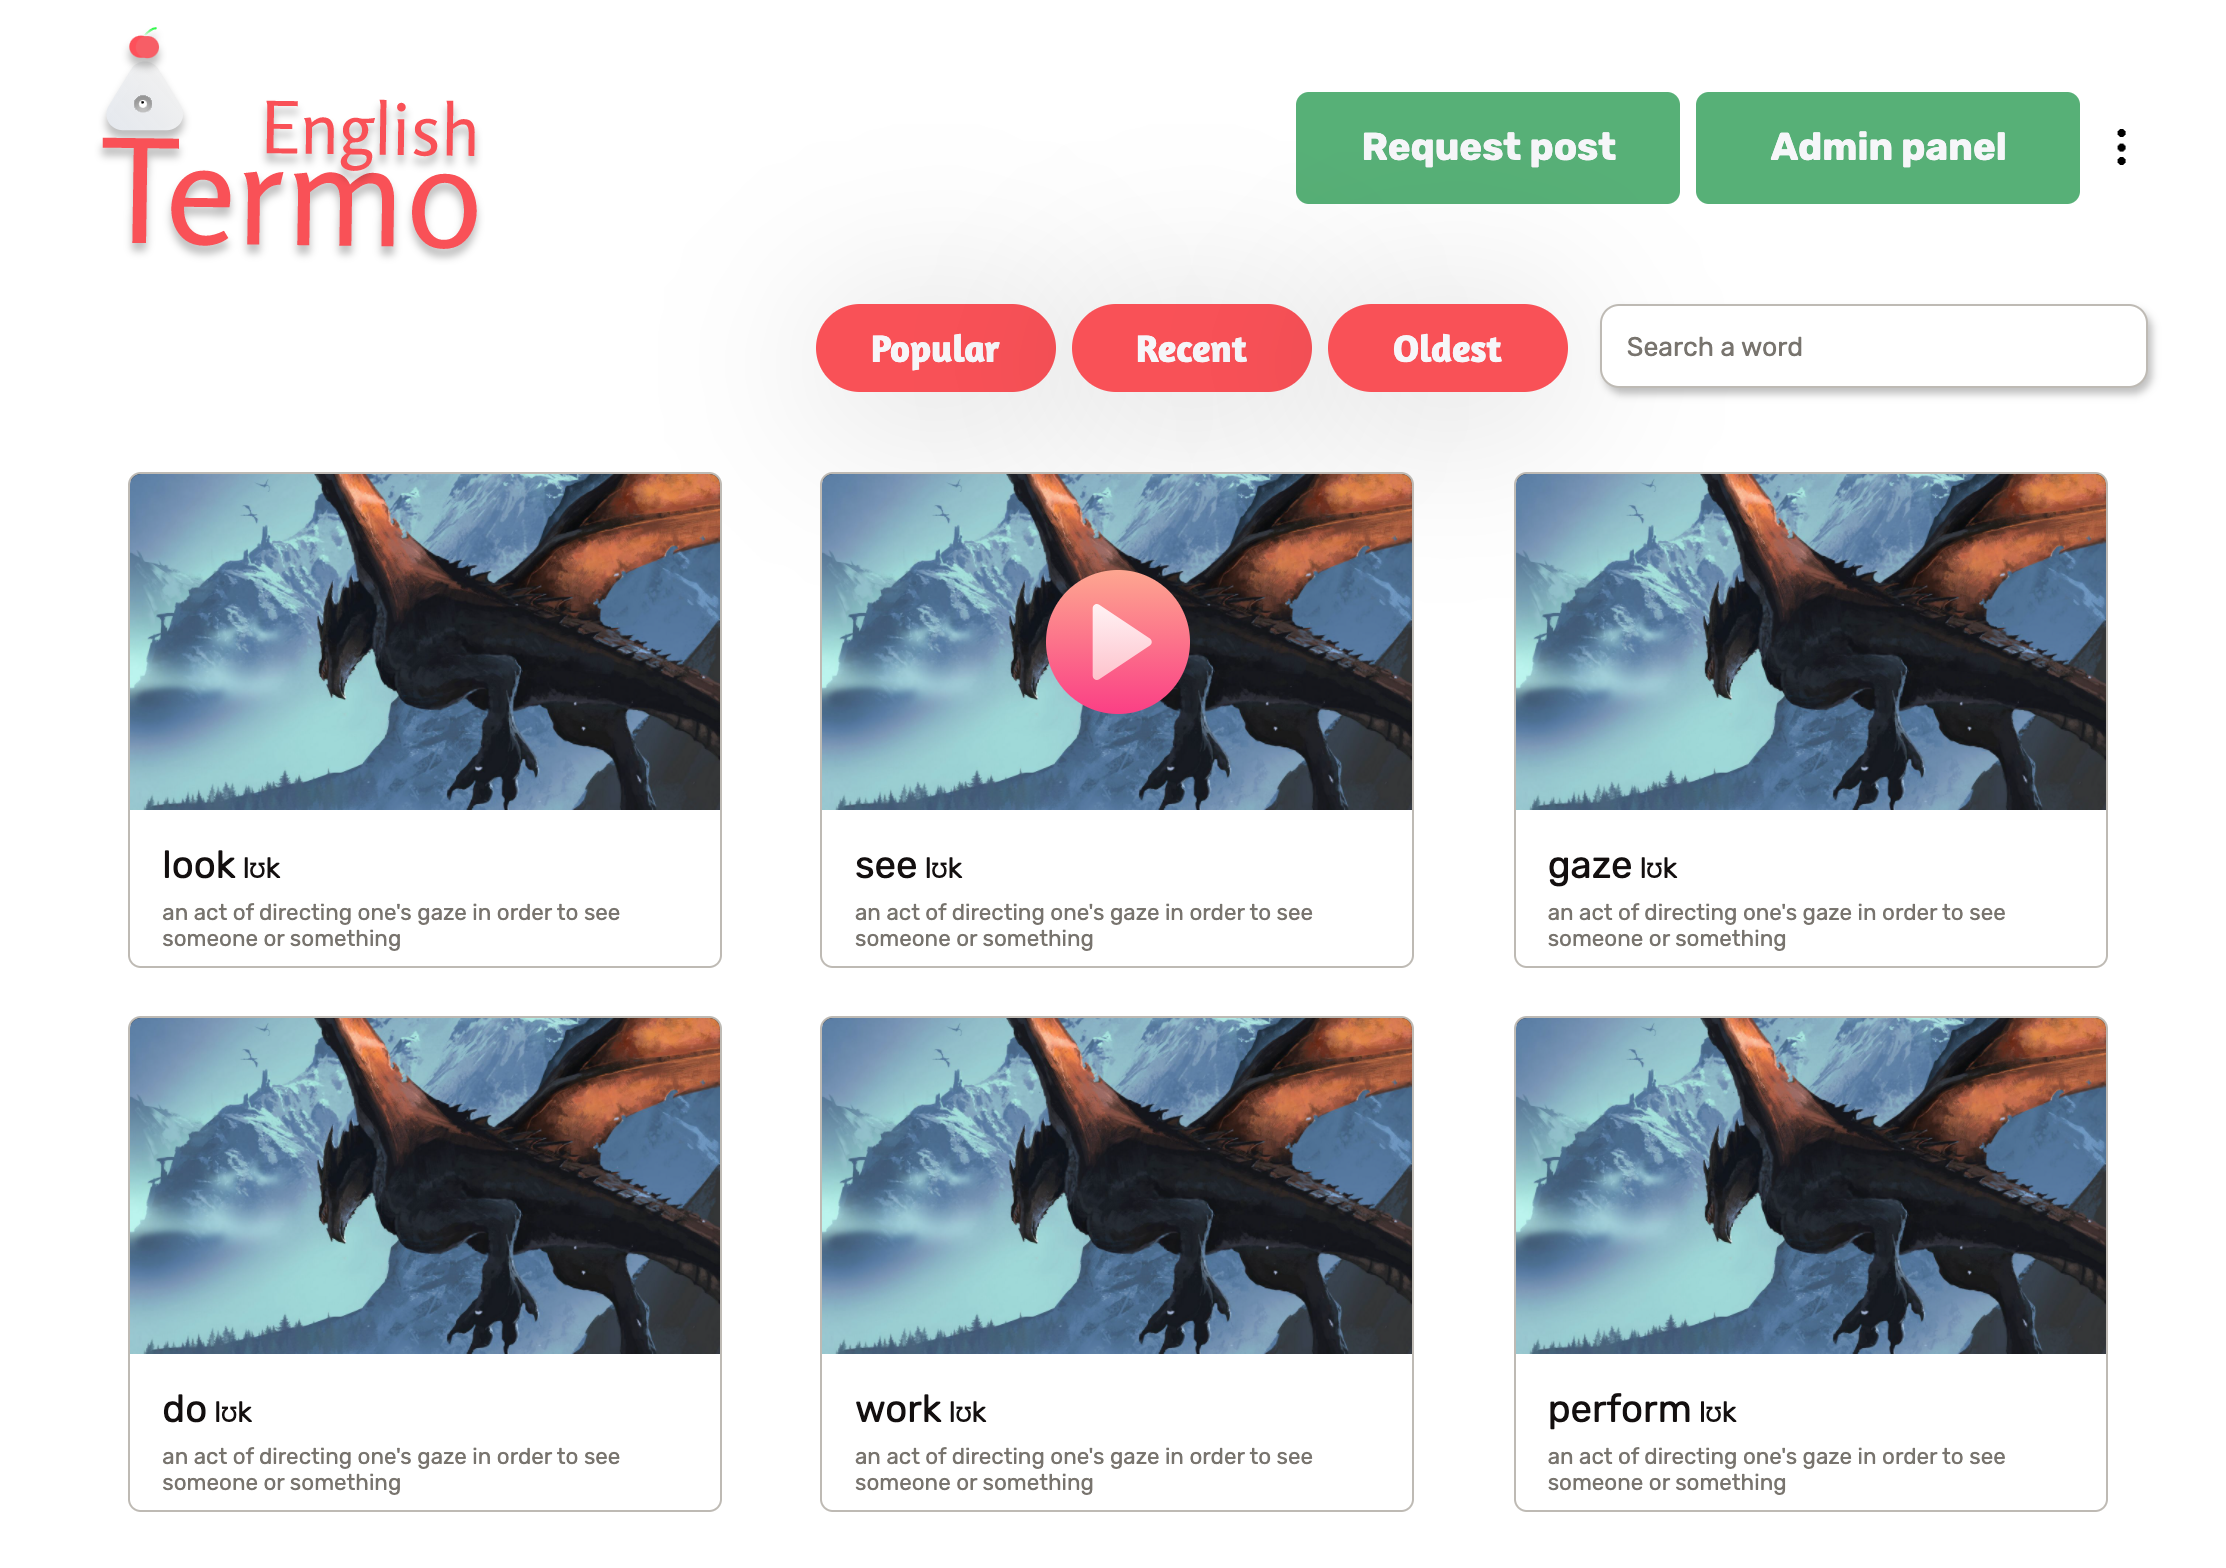 English
Termo
Request post
Admin panel
Popular
Recent
Oldest
Search a word
look lʊk
an act of directing one's gaze in order to see
someone or something
see lʊk
an act of directing one's gaze in order to see
someone or something
gaze lʊk
an act of directing one's gaze in order to see
someone or something
do lʊk
an act of directing one's gaze in order to see
someone or something
work lʊk
an act of directing one's gaze in order to see
someone or something
perform lʊk
an act of directing one's gaze in order to see
someone or something